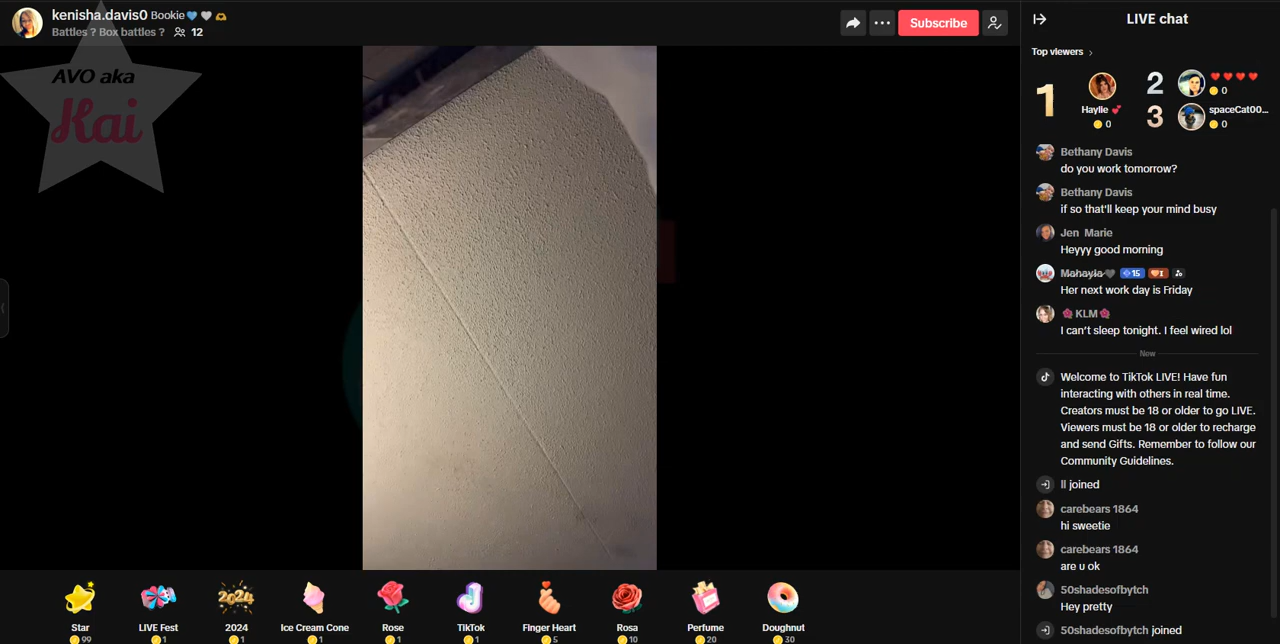 kenisha.davis0 Bookie
Battles ? Box battles ? 12
Subscribe
AVO aka
Kai
LIVE chat
Top viewers
1
Haylie
0
2
0
3
spaceCat00...
0
Bethany Davis
do you work tomorrow?
Bethany Davis
if so that'll keep your mind busy
Jen Marie
Heyyy good morning
Mahayla 15 I
Her next work day is Friday
KLM
I can't sleep tonight. I feel wired lol
New
Welcome to TikTok LIVE! Have fun
interacting with others in real time.
Creators must be 18 or older to go LIVE.
Viewers must be 18 or older to recharge
and send Gifts. Remember to follow our
Community Guidelines.
ll joined
carebears 1864
hi sweetie
carebears 1864
are u ok
50shadesofbytch
Hey pretty
50shadesofbytch joined
2024
Star
99
LIVE Fest
1
2024
1
Ice Cream Cone
1
Rose
1
TikTok
1
Finger Heart
5
Rosa
10
Perfume
20
Doughnut
30